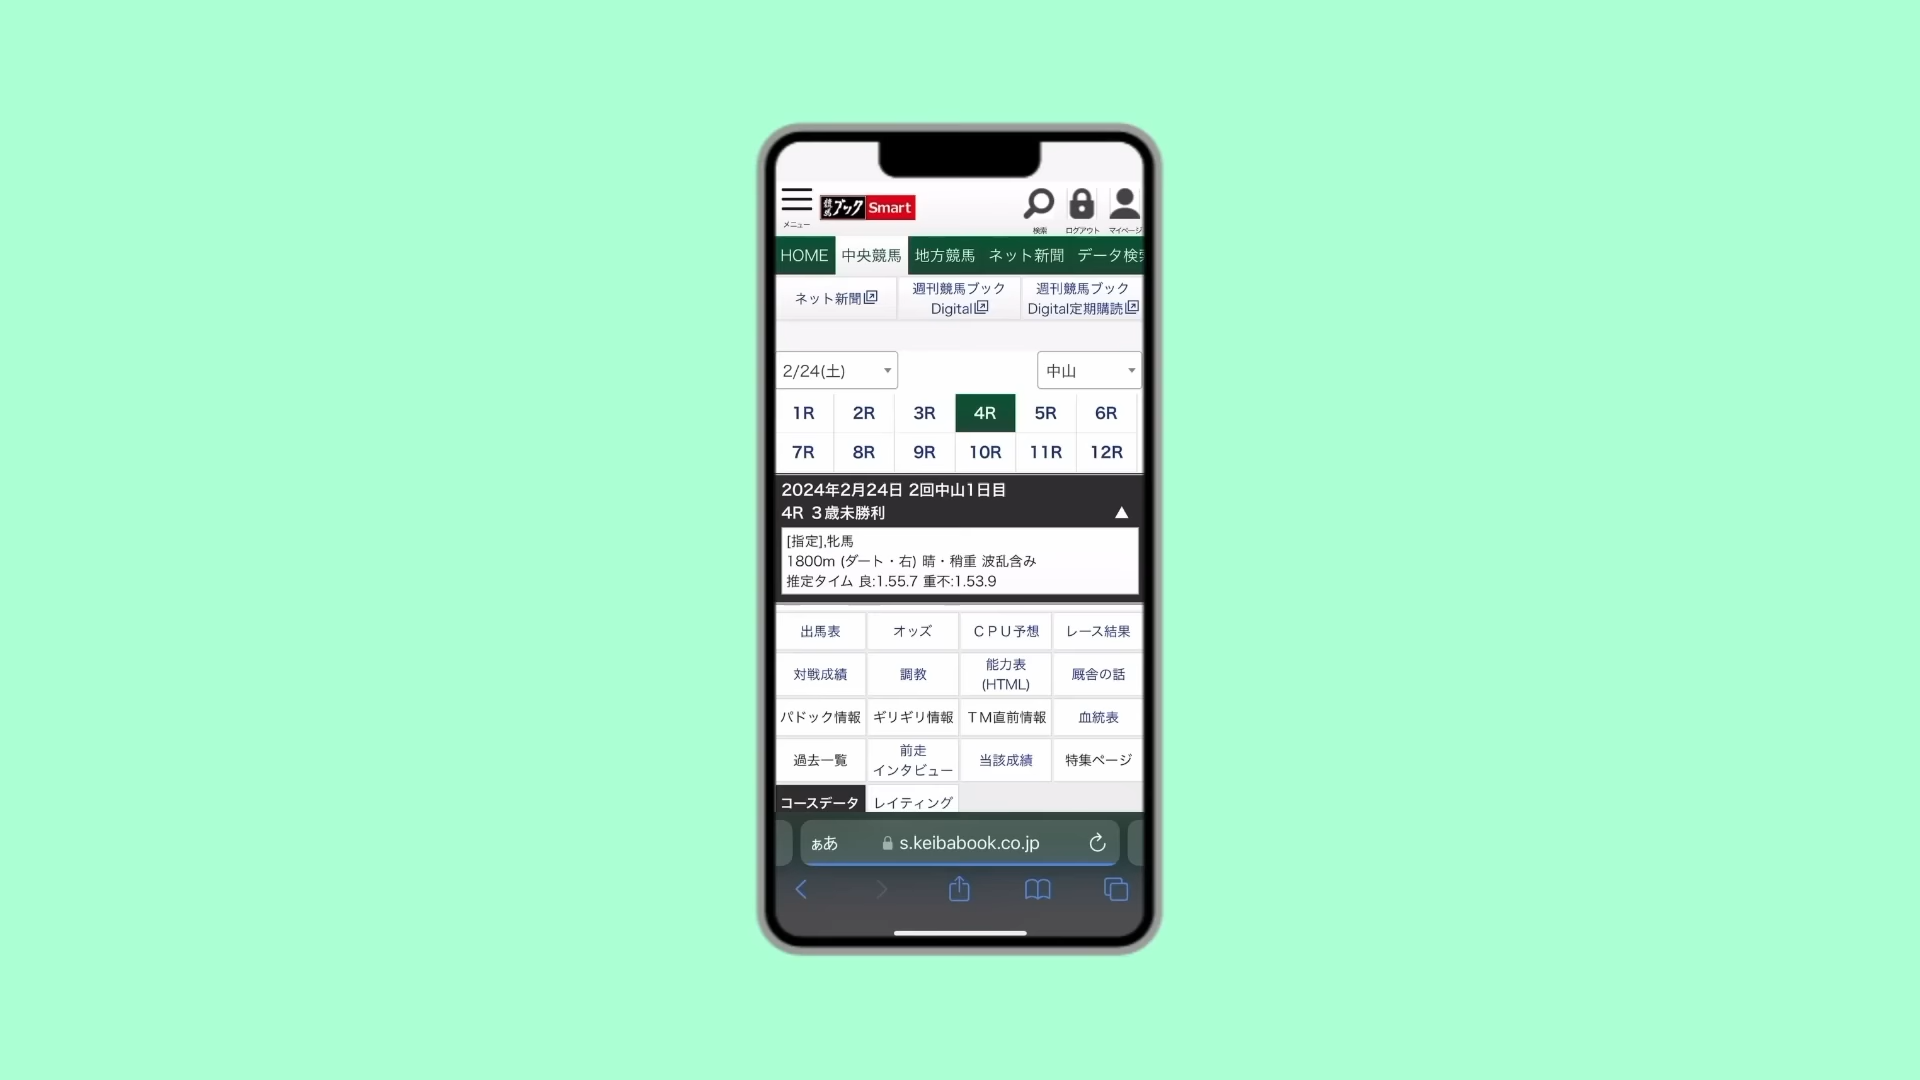 メニュー
競馬ブック Smart
検索 ログアウト マイページ
HOME 中央競馬 地方競馬 ネット新聞 データ検索
ネット新聞
週刊競馬ブック
Digital
週刊競馬ブック
Digital定期購読
2/24(土)
中山
1R 2R 3R 4R 5R 6R
7R 8R 9R 10R 11R 12R
2024年2月24日 2回中山1日目
4R ３歳未勝利
▲
[指定],牝馬
1800m (ダート・右) 晴・稍重 波乱含み
推定タイム 良:1.55.7 重不:1.53.9
出馬表 オッズ ＣＰＵ予想 レース結果
対戦成績 調教
能力表
(HTML)
厩舎の話
パドック情報 ギリギリ情報 ＴＭ直前情報 血統表
過去一覧
前走
インタビュー
当該成績 特集ページ
コースデータ レイティング
ああ s.keibabook.co.jp